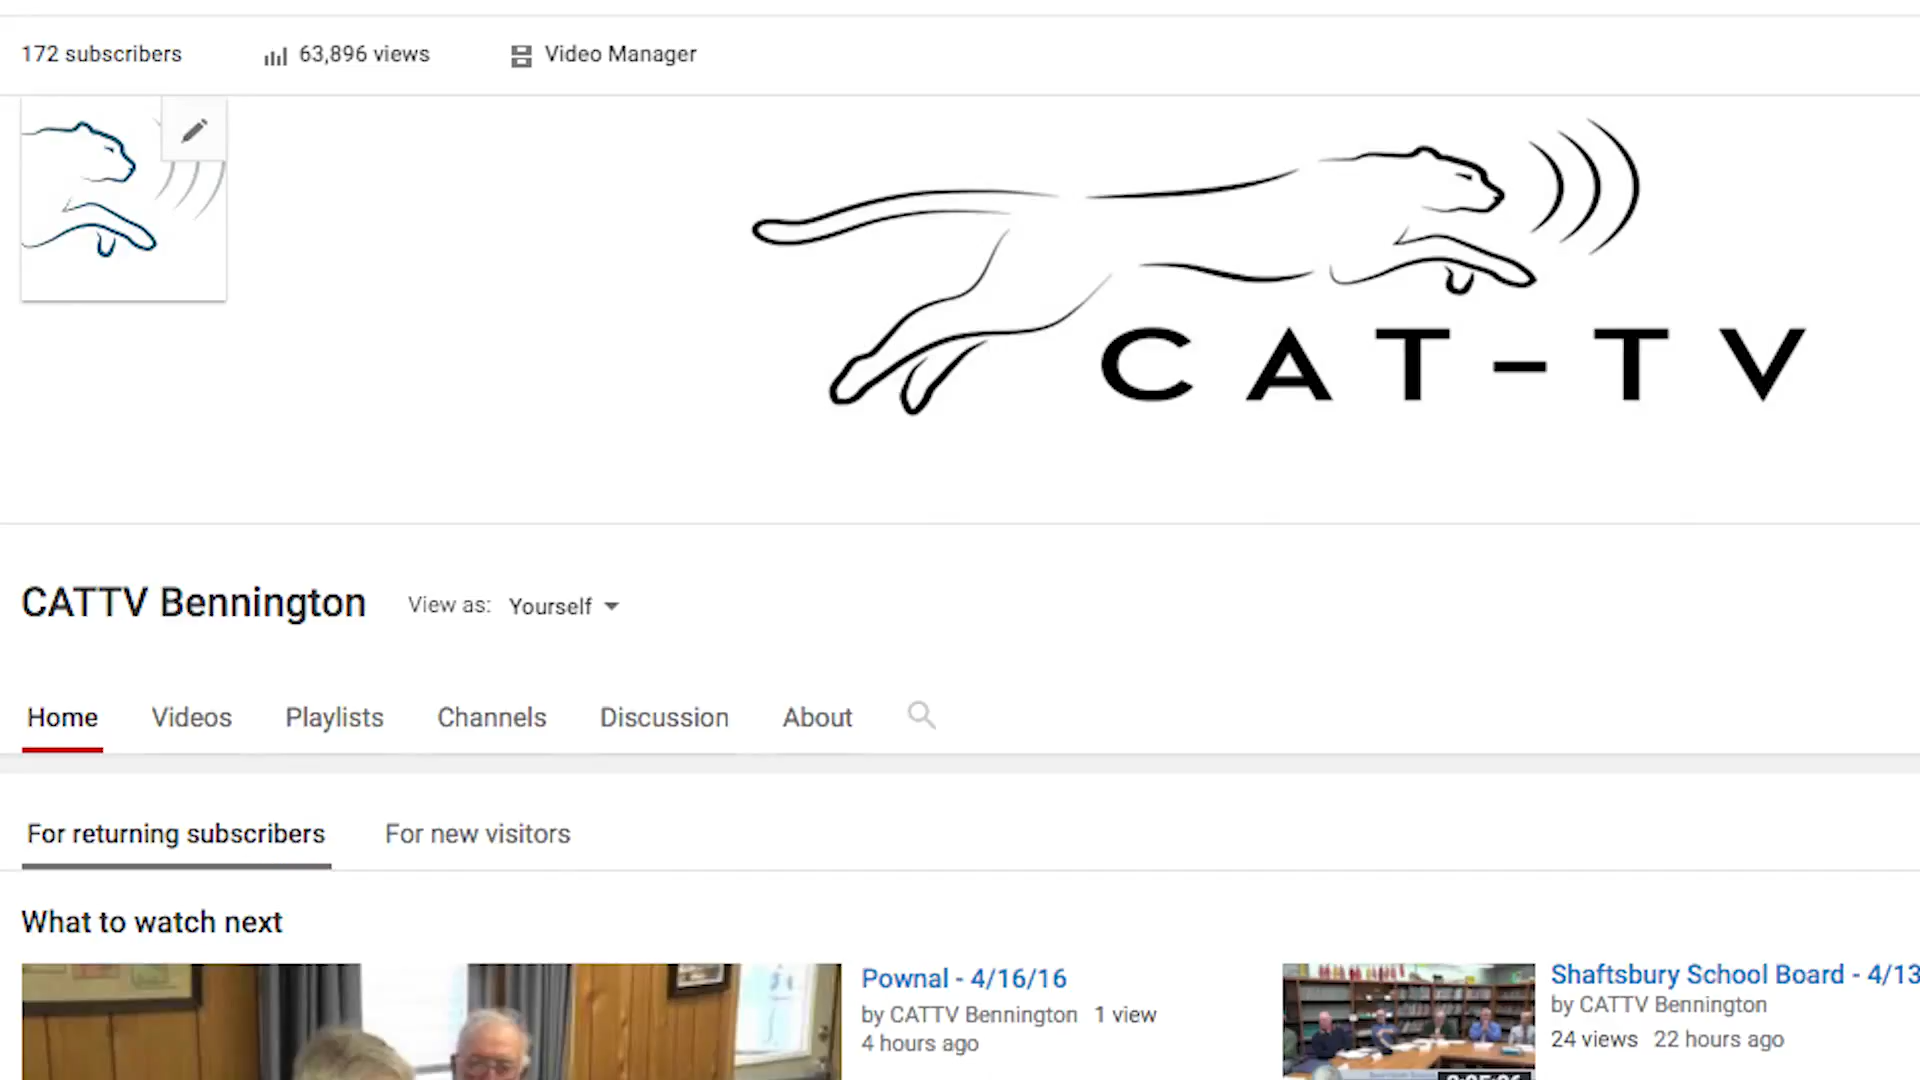 172 subscribers
63,896 views
Video Manager
CAT-TV
CATTV Bennington
View as: Yourself
Home
Videos
Playlists
Channels
Discussion
About
For returning subscribers
For new visitors
What to watch next
Pownal - 4/16/16
by CATTV Bennington 1 view
4 hours ago
Shaftsbury School Board - 4/13
by CATTV Bennington
24 views 22 hours ago